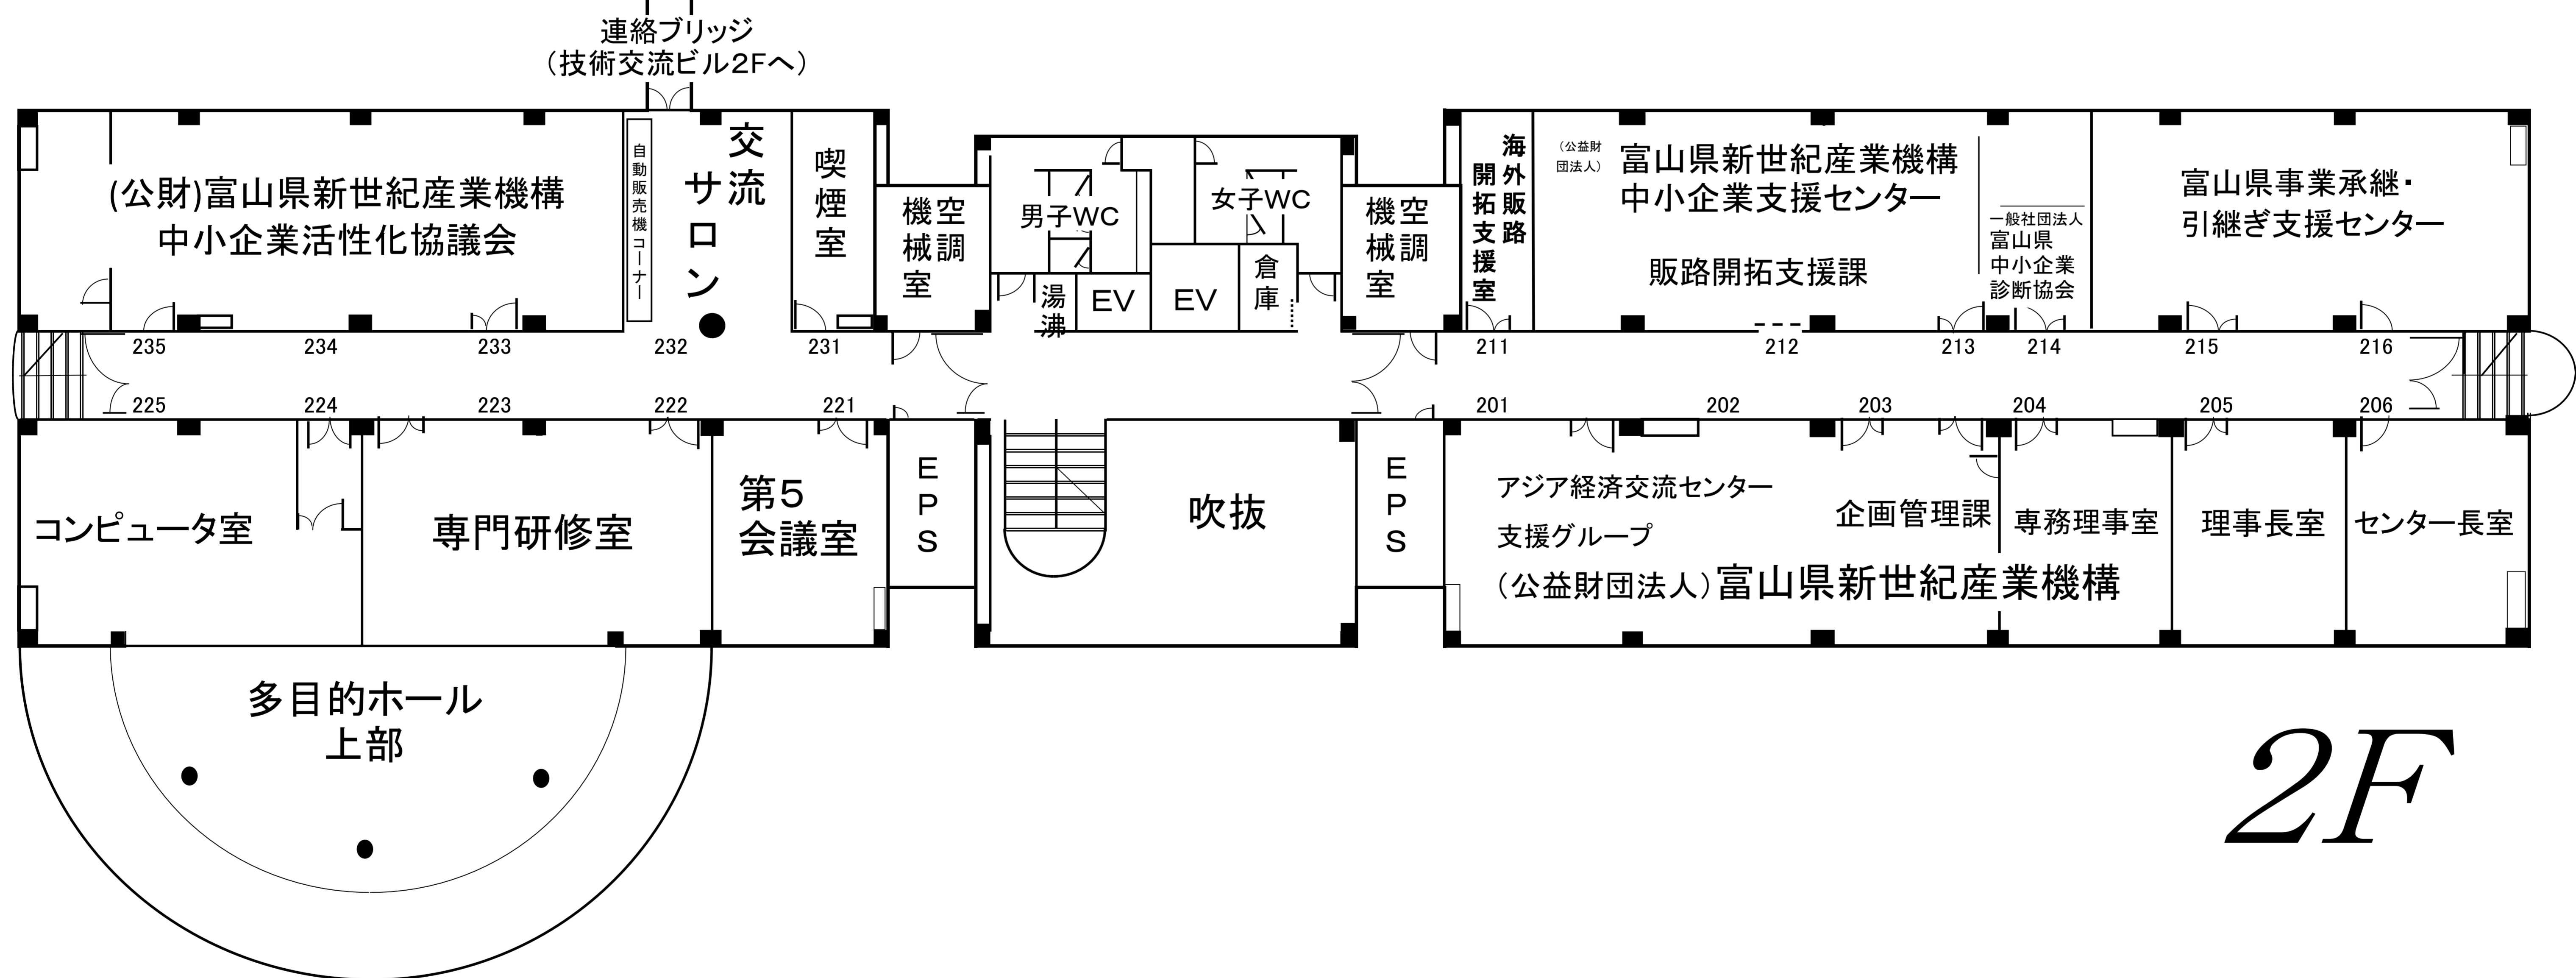 連絡ブリッジ
（技術交流ビル2Fへ）
(公財)富山県新世紀産業機構
中小企業活性化協議会
自動販売機コーナー
交流
サロン
喫煙室
空調
機械室
男子WC
女子WC
湯沸
EV
EV
倉庫
空調
機械室
海外販路
開拓支援室
（公益財
団法人）
富山県新世紀産業機構
中小企業支援センター
販路開拓支援課
一般社団法人
富山県
中小企業
診断協会
富山県事業承継・
引継ぎ支援センター
235
234
233
232
231
211
212
213
214
215
216
225
224
223
222
221
201
202
203
204
205
206
コンピュータ室
専門研修室
第5
会議室
EPS
吹抜
EPS
アジア経済交流センター
支援グループ
企画管理課
（公益財団法人）富山県新世紀産業機構
専務理事室
理事長室
センター長室
多目的ホール
上部
2F